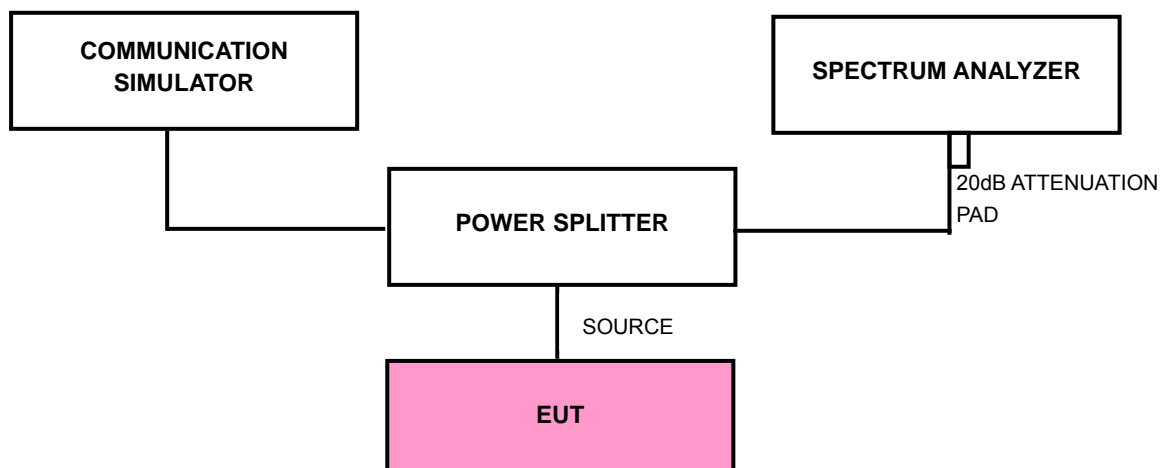 COMMUNICATION
SIMULATOR
SPECTRUM ANALYZER
20dB ATTENUATION
PAD
POWER SPLITTER
SOURCE
EUT